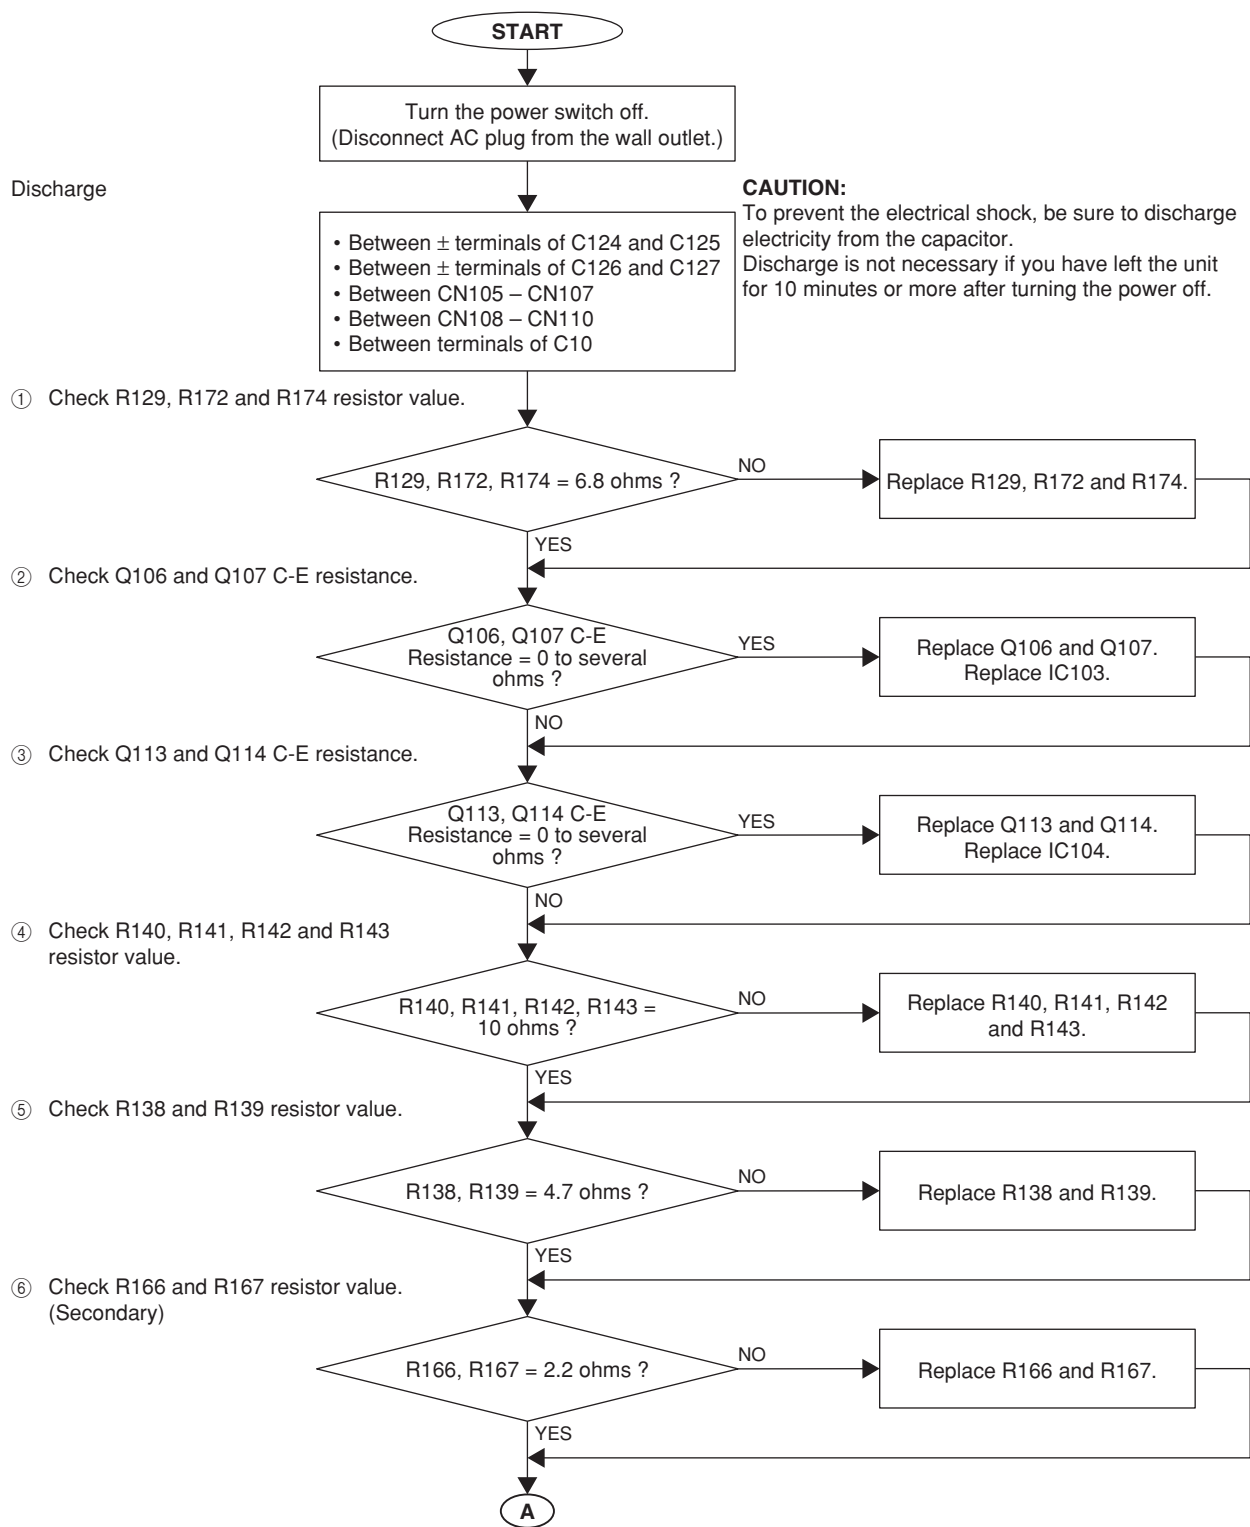 START
Turn the power switch off.
(Disconnect AC plug from the wall outlet.)
Discharge
• Between ± terminals of C124 and C125
• Between ± terminals of C126 and C127
• Between CN105 – CN107
• Between CN108 – CN110
• Between terminals of C10
CAUTION:
To prevent the electrical shock, be sure to discharge
electricity from the capacitor.
Discharge is not necessary if you have left the unit
for 10 minutes or more after turning the power off.
① Check R129, R172 and R174 resistor value.
R129, R172, R174 = 6.8 ohms ?
NO
Replace R129, R172 and R174.
YES
② Check Q106 and Q107 C-E resistance.
Q106, Q107 C-E
Resistance = 0 to several
ohms ?
YES
Replace Q106 and Q107.
Replace IC103.
NO
③ Check Q113 and Q114 C-E resistance.
Q113, Q114 C-E
Resistance = 0 to several
ohms ?
YES
Replace Q113 and Q114.
Replace IC104.
NO
④ Check R140, R141, R142 and R143
resistor value.
R140, R141, R142, R143 =
10 ohms ?
NO
Replace R140, R141, R142
and R143.
YES
⑤ Check R138 and R139 resistor value.
R138, R139 = 4.7 ohms ?
NO
Replace R138 and R139.
YES
⑥ Check R166 and R167 resistor value.
(Secondary)
R166, R167 = 2.2 ohms ?
NO
Replace R166 and R167.
YES
A